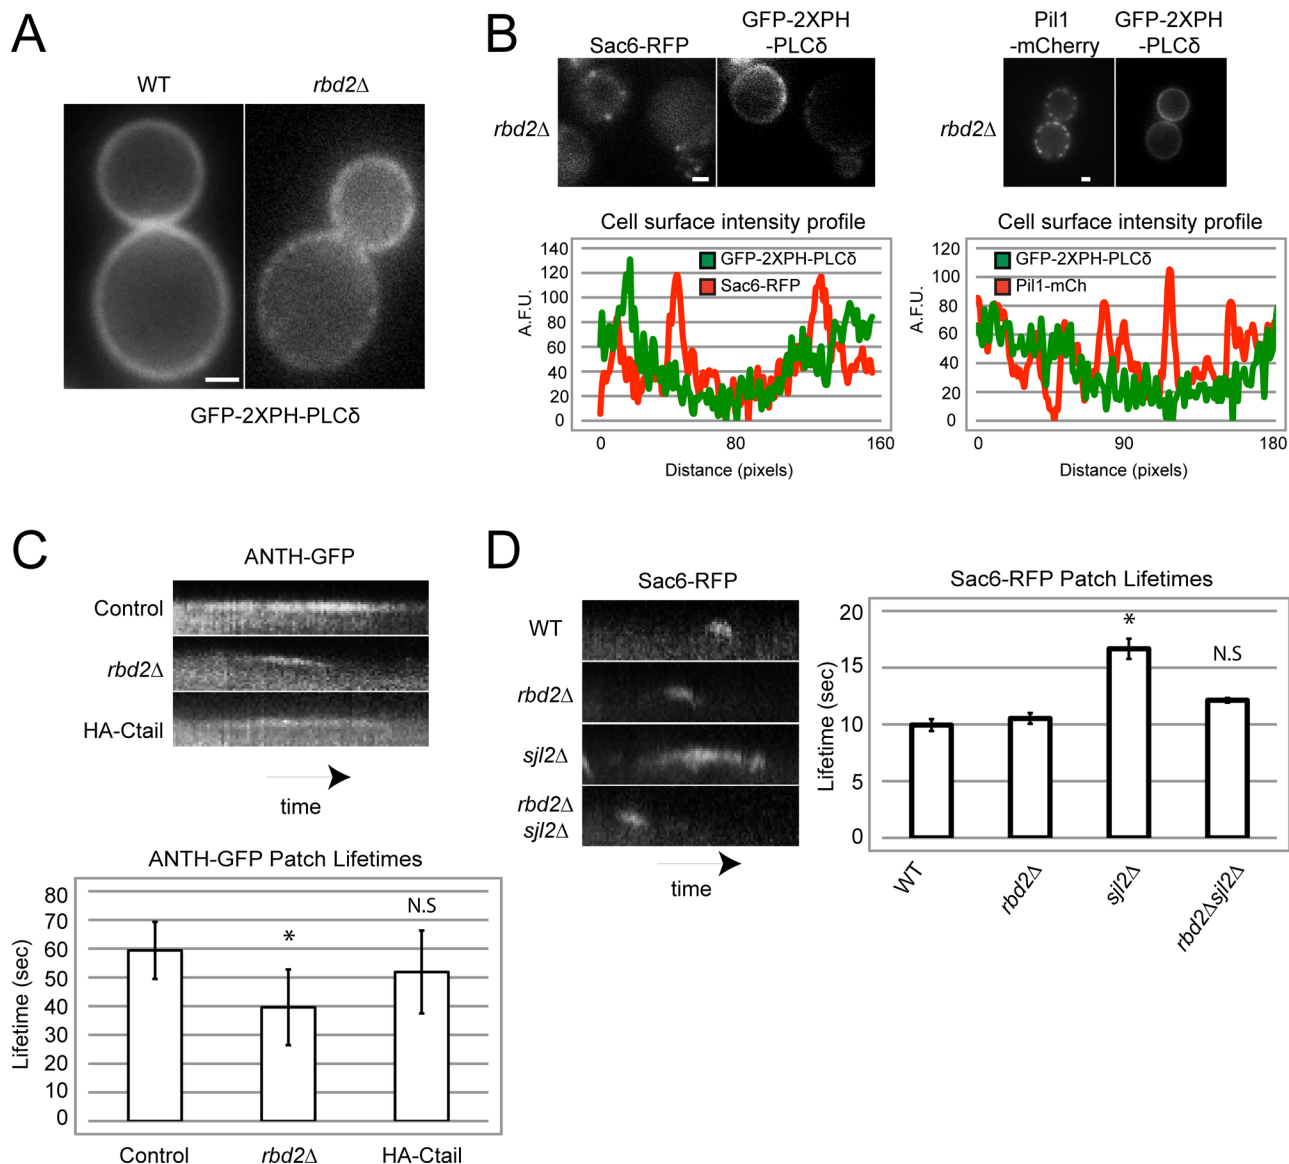 A
WT
rbd2Δ
GFP-2XPH-PLCδ
B
Sac6-RFP
GFP-2XPH
-PLCδ
rbd2Δ
Pil1
-mCherry
GFP-2XPH
-PLCδ
rbd2Δ
Cell surface intensity profile
GFP-2XPH-PLCδ
Sac6-RFP
A.F.U.
140
120
100
80
60
40
20
0
0
80
160
Distance (pixels)
Cell surface intensity profile
GFP-2XPH-PLCδ
Pil1-mCh
A.F.U.
120
100
80
60
40
20
0
0
90
180
Distance (pixels)
C
ANTH-GFP
Control
rbd2Δ
HA-Ctail
time
ANTH-GFP Patch Lifetimes
Lifetime (sec)
80
70
60
50
40
30
20
10
0
*
N.S
Control
rbd2Δ
HA-Ctail
D
Sac6-RFP
WT
rbd2Δ
sjl2Δ
rbd2Δ
sjl2Δ
time
Sac6-RFP Patch Lifetimes
Lifetime (sec)
20
15
10
5
0
*
N.S
WT
rbd2Δ
sjl2Δ
rbd2Δsjl2Δ